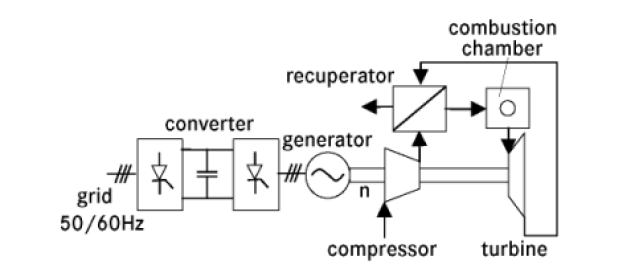 combustion
chamber
recuperator
converter
generator
grid
50/60Hz
n
compressor
turbine